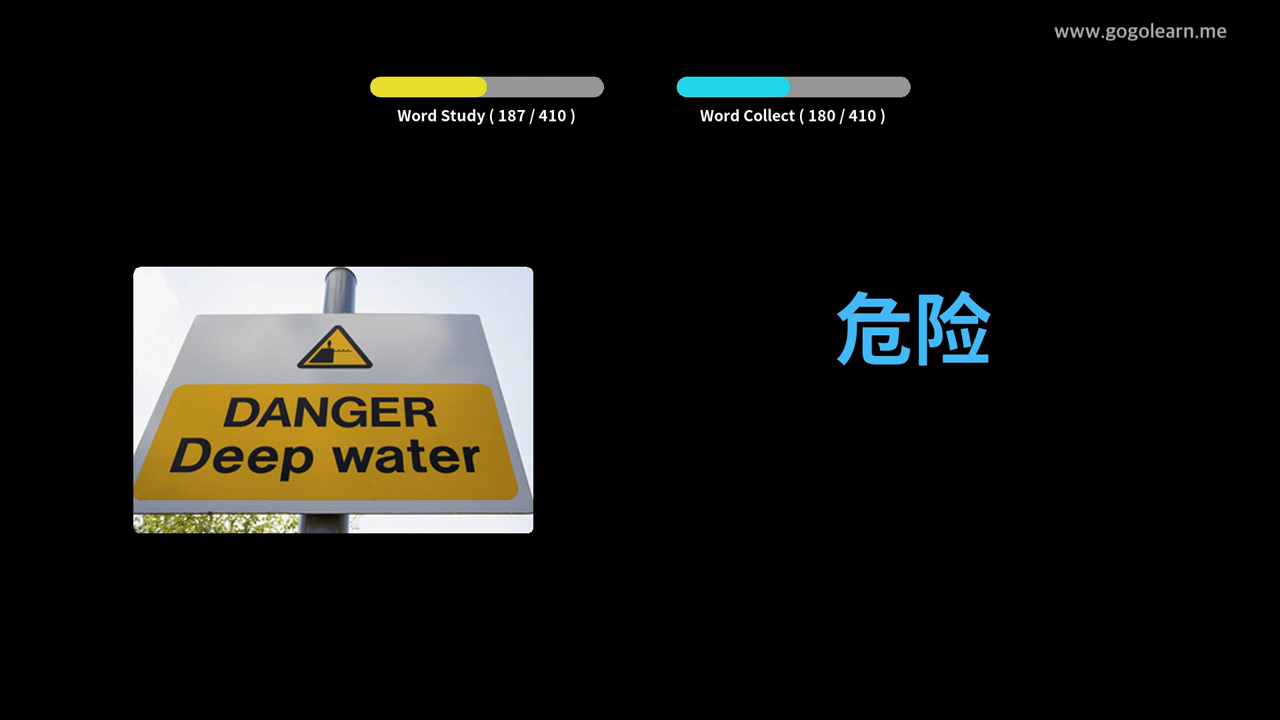 www.gogolearn.me
Word Study ( 187 / 410 )
Word Collect ( 180 / 410 )
DANGER
Deep water
危险